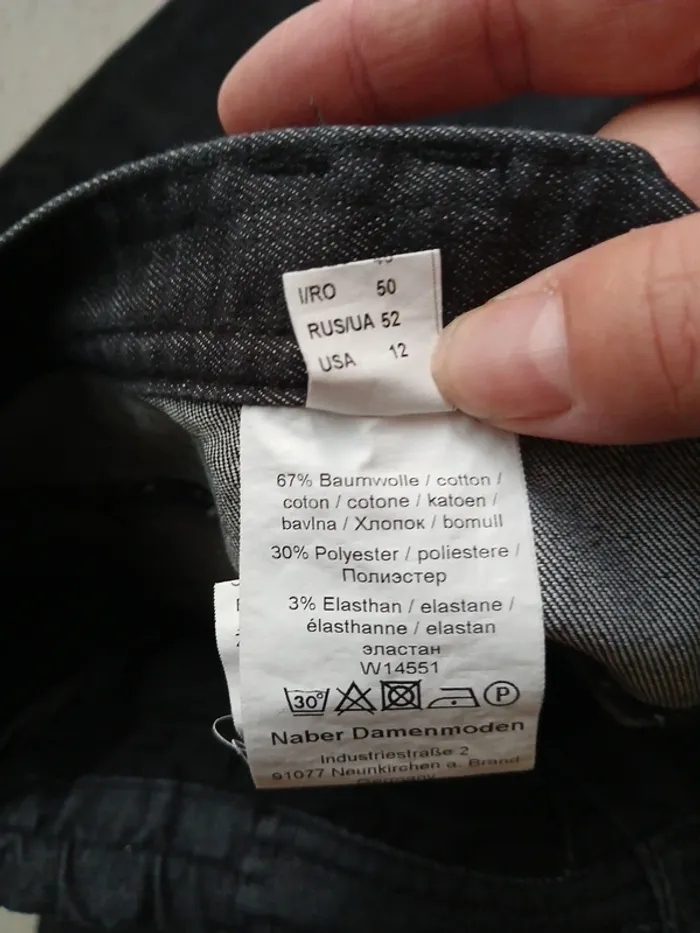 I/RO 50
RUS/UA 52
USA 12
67% Baumwolle / cotton /
coton / cotone / katoen /
bavlna / Хлопок / bomull
30% Polyester / poliestere /
Полиэстер
3% Elasthan / elastane /
élasthanne / elastan
эластан
W14551
30°
P
Naber Damenmoden
Industriestraße 2
91077 Neunkirchen a. Brand
Germany